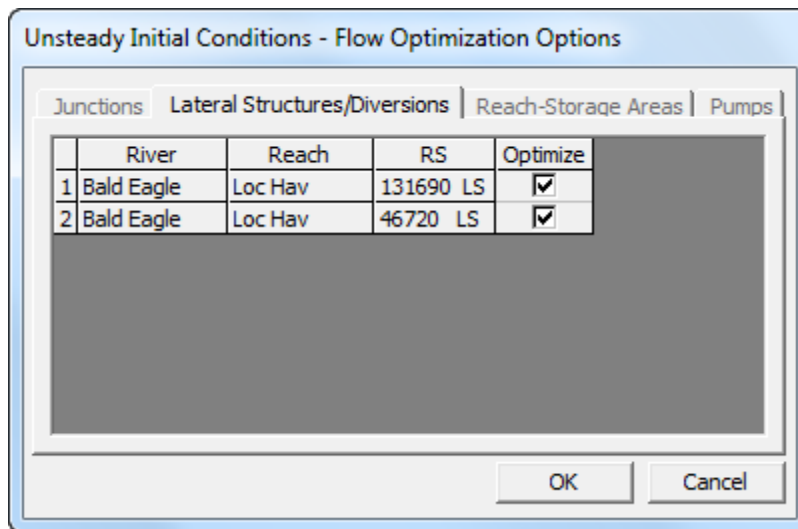 Unsteady Initial Conditions - Flow Optimization Options
Junctions Lateral Structures/Diversions Reach-Storage Areas Pumps
River Reach RS Optimize
1 Bald Eagle Loc Hav 131690 LS
2 Bald Eagle Loc Hav 46720 LS
OK Cancel